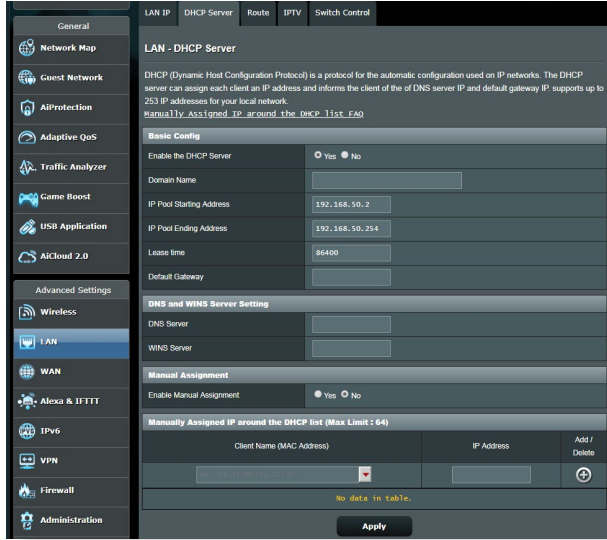 General
Network Map
Guest Network
AiProtection
Adaptive QoS
Traffic Analyzer
Game Boost
USB Application
AiCloud 2.0
Advanced Settings
Wireless
LAN
WAN
Alexa & IFTTT
IPv6
VPN
Firewall
Administration
LAN IP DHCP Server Route IPTV Switch Control
LAN - DHCP Server
DHCP (Dynamic Host Configuration Protocol) is a protocol for the automatic configuration used on IP networks. The DHCP
server can assign each client an IP address and informs the client of the of DNS server IP and default gateway IP. supports up to
253 IP addresses for your local network.
Manually Assigned IP around the DHCP list FAQ
Basic Config
Enable the DHCP Server Yes No
Domain Name
IP Pool Starting Address 192.168.50.2
IP Pool Ending Address 192.168.50.254
Lease time 86400
Default Gateway
DNS and WINS Server Setting
DNS Server
WINS Server
Manual Assignment
Enable Manual Assignment Yes No
Manually Assigned IP around the DHCP list (Max Limit : 64)
Client Name (MAC Address) IP Address Add /
Delete
No data in table.
Apply